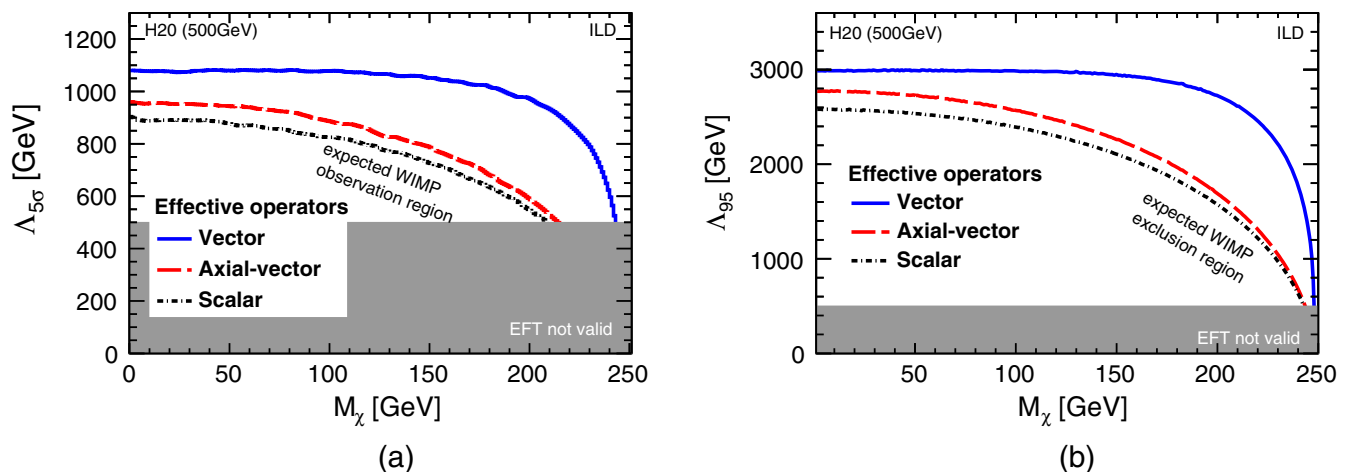 H20 (500GeV) ILD
1200
1000
800
600
400
200
0
Λ5σ [GeV]
expected WIMP
observation region
Effective operators
Vector
Axial-vector
Scalar
EFT not valid
0 50 100 150 200 250
Mχ [GeV]
(a)
H20 (500GeV) ILD
3000
2000
1000
0
Λ95 [GeV]
Effective operators
Vector
Axial-vector
Scalar
expected WIMP
exclusion region
EFT not valid
50 100 150 200 250
Mχ [GeV]
(b)